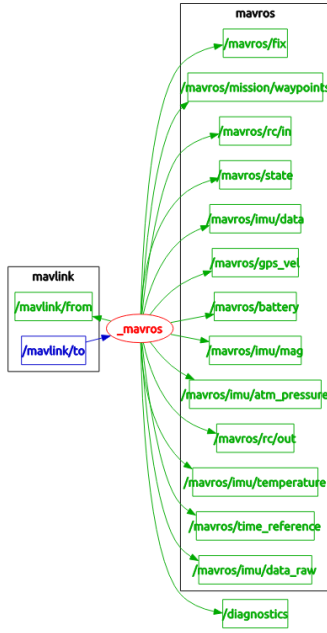 mavros
/mavros/fix
/mavros/mission/waypoints
/mavros/rc/in
/mavros/state
/mavros/imu/data
/mavros/gps_vel
mavlink
/mavlink/from
/mavros/battery
_mavros
/mavlink/to
/mavros/imu/mag
/mavros/imu/atm_pressure
/mavros/rc/out
/mavros/imu/temperature
/mavros/time_reference
/mavros/imu/data_raw
/diagnostics